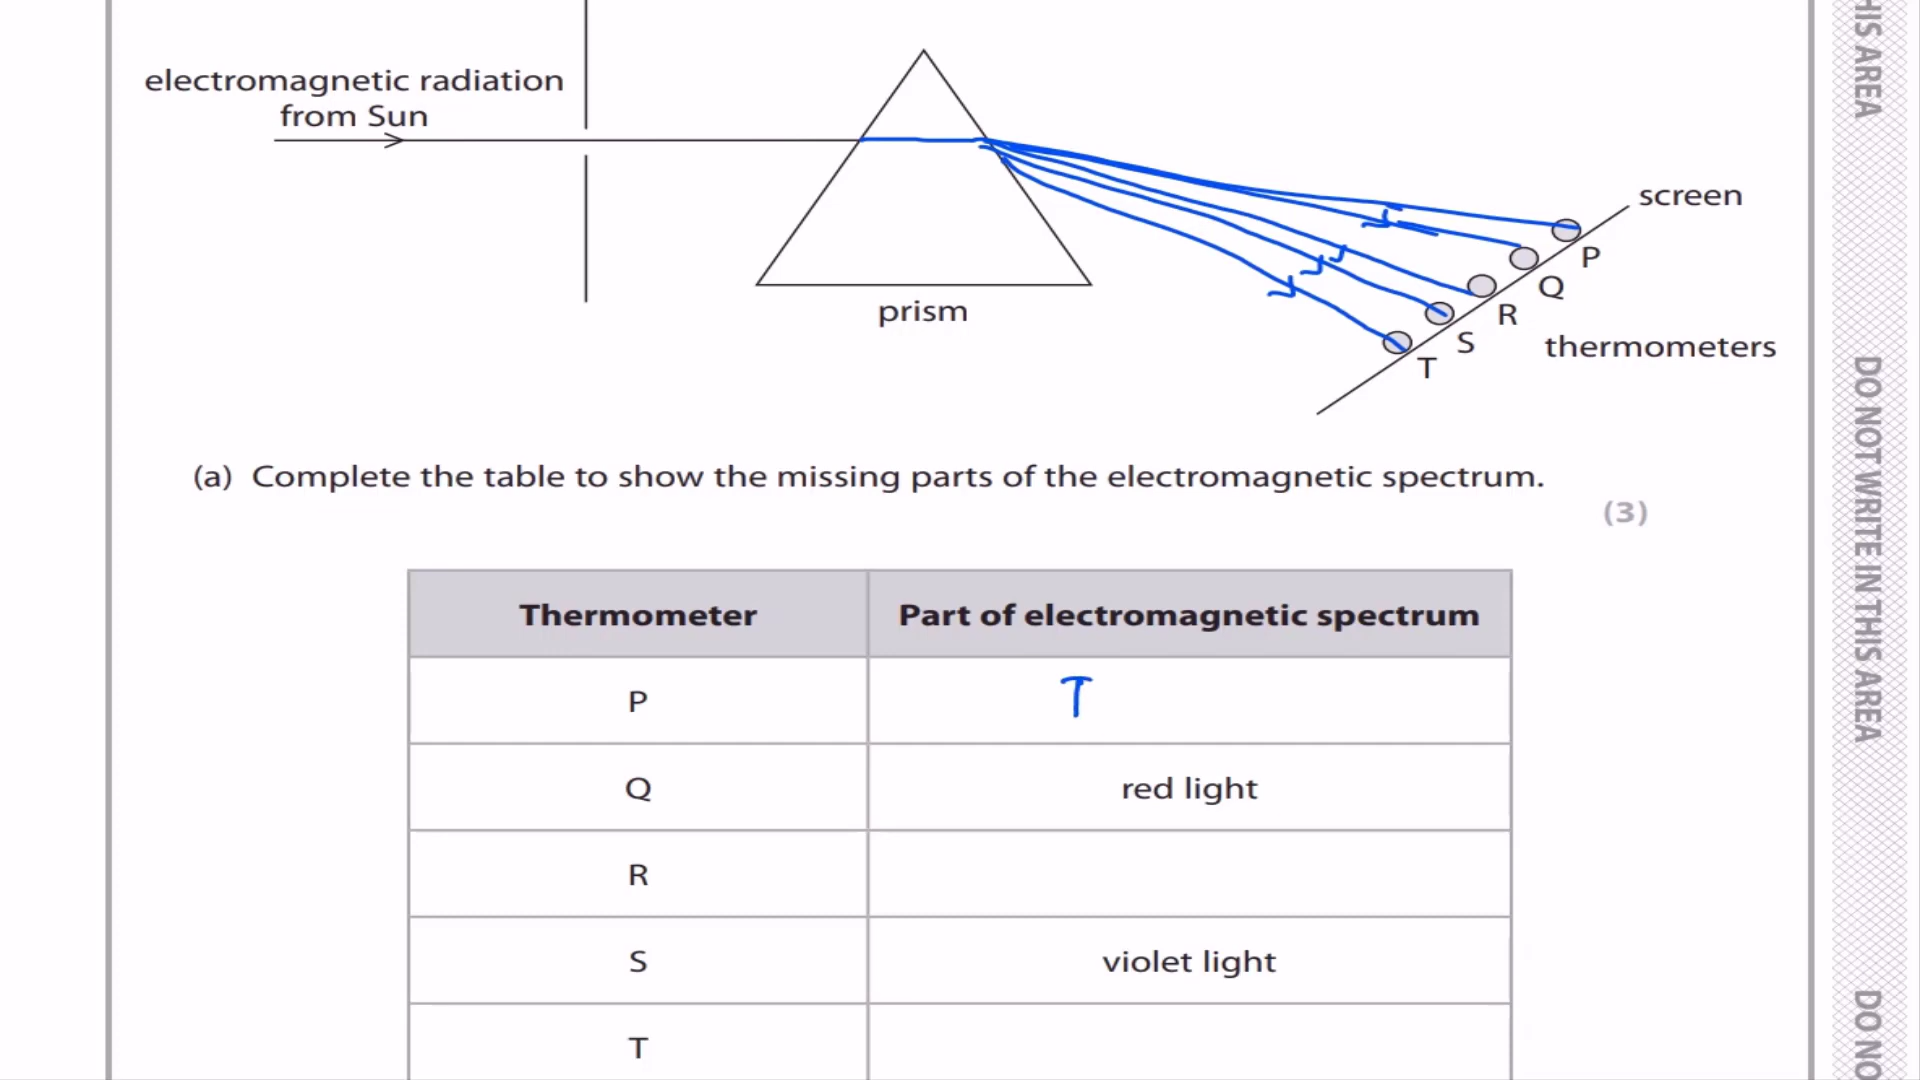 electromagnetic radiation
from Sun
prism
screen
P
Q
R
S
T
thermometers
(a) Complete the table to show the missing parts of the electromagnetic spectrum.
(3)
Thermometer Part of electromagnetic spectrum
P T
Q red light
R
S violet light
T
HIS AREA
DO NOT WRITE IN THIS AREA
DO NO